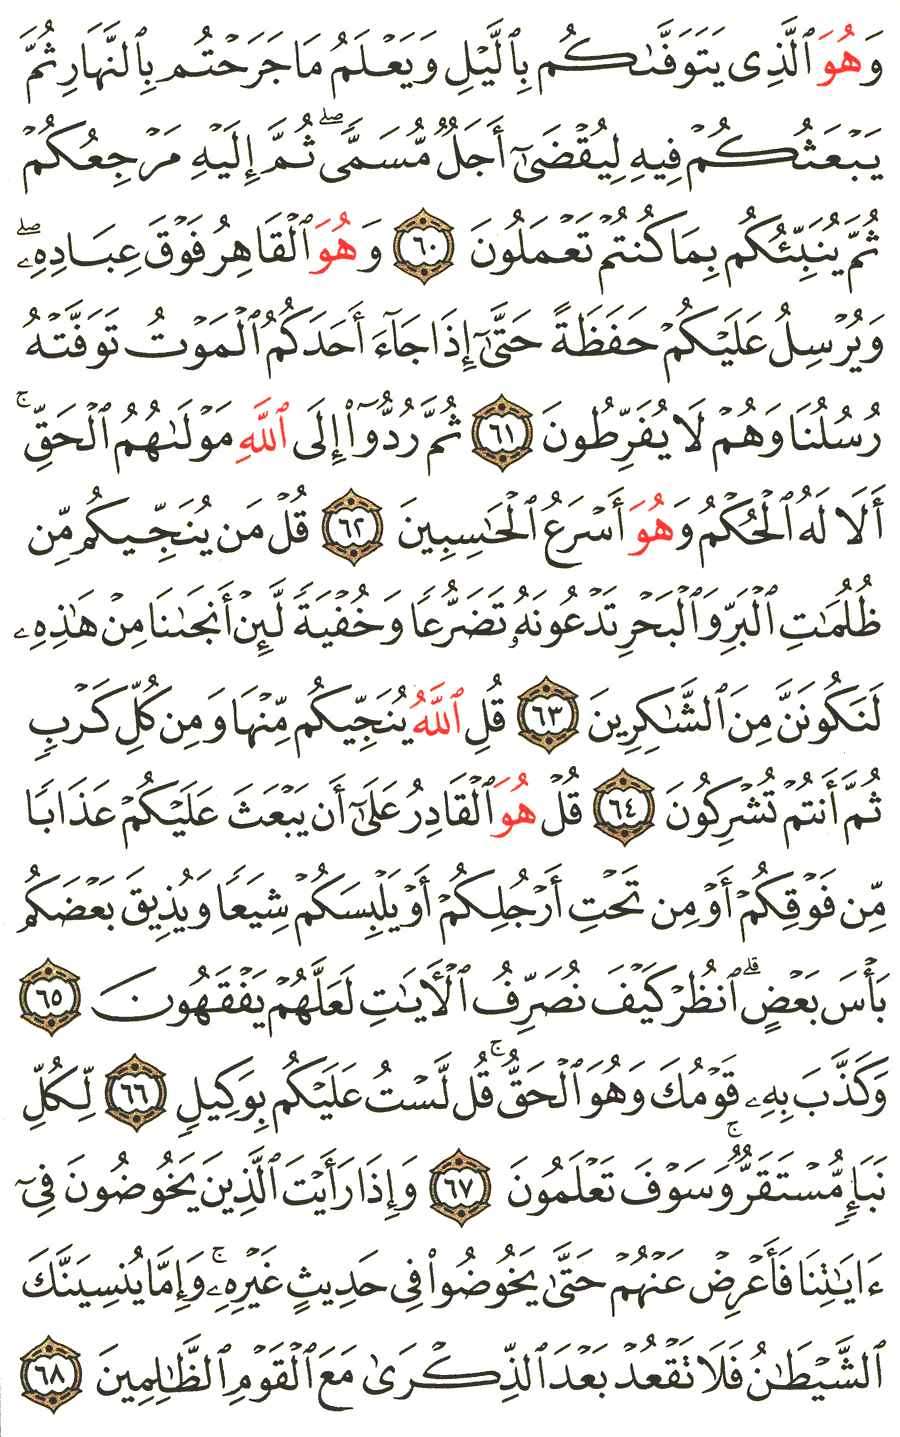 وَهُوَ ٱلَّذِى يَتَوَفَّىٰكُم بِٱلَّيْلِ وَيَعْلَمُ مَا جَرَحْتُم بِٱلنَّهَارِ ثُمَّ
يَبْعَثُكُمْ فِيهِ لِيُقْضَىٰٓ أَجَلٌ مُّسَمًّى ۖ ثُمَّ إِلَيْهِ مَرْجِعُكُمْ
ثُمَّ يُنَبِّئُكُم بِمَا كُنتُمْ تَعْمَلُونَ ٦٠ وَهُوَ ٱلْقَاهِرُ فَوْقَ عِبَادِهِۦ ۖ
وَيُرْسِلُ عَلَيْكُمْ حَفَظَةً حَتَّىٰٓ إِذَا جَآءَ أَحَدَكُمُ ٱلْمَوْتُ تَوَفَّتْهُ
رُسُلُنَا وَهُمْ لَا يُفَرِّطُونَ ٦١ ثُمَّ رُدُّوٓا۟ إِلَى ٱللَّهِ مَوْلَىٰهُمُ ٱلْحَقِّ ۚ
أَلَا لَهُ ٱلْحُكْمُ وَهُوَ أَسْرَعُ ٱلْحَٰسِبِينَ ٦٢ قُلْ مَن يُنَجِّيكُم مِّن
ظُلُمَٰتِ ٱلْبَرِّ وَٱلْبَحْرِ تَدْعُونَهُۥ تَضَرُّعًا وَخُفْيَةً لَّئِنْ أَنجَىٰنَا مِنْ هَٰذِهِۦ
لَنَكُونَنَّ مِنَ ٱلشَّٰكِرِينَ ٦٣ قُلِ ٱللَّهُ يُنَجِّيكُم مِّنْهَا وَمِن كُلِّ كَرْبٍ
ثُمَّ أَنتُمْ تُشْرِكُونَ ٦٤ قُلْ هُوَ ٱلْقَادِرُ عَلَىٰٓ أَن يَبْعَثَ عَلَيْكُمْ عَذَابًا
مِّن فَوْقِكُمْ أَوْ مِن تَحْتِ أَرْجُلِكُمْ أَوْ يَلْبِسَكُمْ شِيَعًا وَيُذِيقَ بَعْضَكُم
بَأْسَ بَعْضٍ ۗ ٱنظُرْ كَيْفَ نُصَرِّفُ ٱلْءَايَٰتِ لَعَلَّهُمْ يَفْقَهُونَ ٦٥
وَكَذَّبَ بِهِۦ قَوْمُكَ وَهُوَ ٱلْحَقُّ ۚ قُل لَّسْتُ عَلَيْكُم بِوَكِيلٍ ٦٦ لِّكُلِّ
نَبَإٍ مُّسْتَقَرٌّ ۚ وَسَوْفَ تَعْلَمُونَ ٦٧ وَإِذَا رَأَيْتَ ٱلَّذِينَ يَخُوضُونَ فِىٓ
ءَايَٰتِنَا فَأَعْرِضْ عَنْهُمْ حَتَّىٰ يَخُوضُوا۟ فِى حَدِيثٍ غَيْرِهِۦ ۚ وَإِمَّا يُنسِيَنَّكَ
ٱلشَّيْطَٰنُ فَلَا تَقْعُدْ بَعْدَ ٱلذِّكْرَىٰ مَعَ ٱلْقَوْمِ ٱلظَّٰلِمِينَ ٦٨